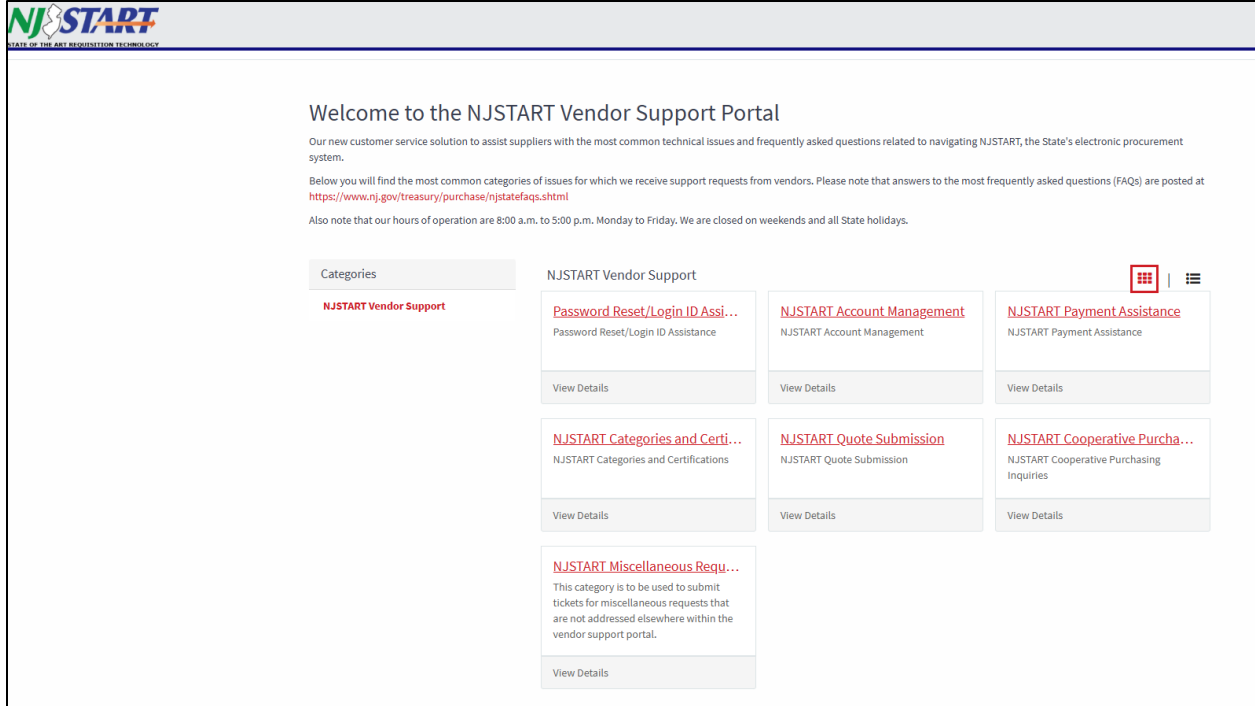 NJSTART
STATE OF THE ART REQUISITION TECHNOLOGY
Welcome to the NJSTART Vendor Support Portal
Our new customer service solution to assist suppliers with the most common technical issues and frequently asked questions related to navigating NJSTART, the State's electronic procurement
system.
Below you will find the most common categories of issues for which we receive support requests from vendors. Please note that answers to the most frequently asked questions (FAQs) are posted at
https://www.nj.gov/treasury/purchase/njstatefaqs.shtml
Also note that our hours of operation are 8:00 a.m. to 5:00 p.m. Monday to Friday. We are closed on weekends and all State holidays.
Categories
NJSTART Vendor Support
NJSTART Vendor Support
Password Reset/Login ID Assi...
Password Reset/Login ID Assistance
View Details
NJSTART Account Management
NJSTART Account Management
View Details
NJSTART Payment Assistance
NJSTART Payment Assistance
View Details
NJSTART Categories and Certi...
NJSTART Categories and Certifications
View Details
NJSTART Quote Submission
NJSTART Quote Submission
View Details
NJSTART Cooperative Purcha...
NJSTART Cooperative Purchasing
Inquiries
View Details
NJSTART Miscellaneous Requ...
This category is to be used to submit
tickets for miscellaneous requests that
are not addressed elsewhere within the
vendor support portal.
View Details